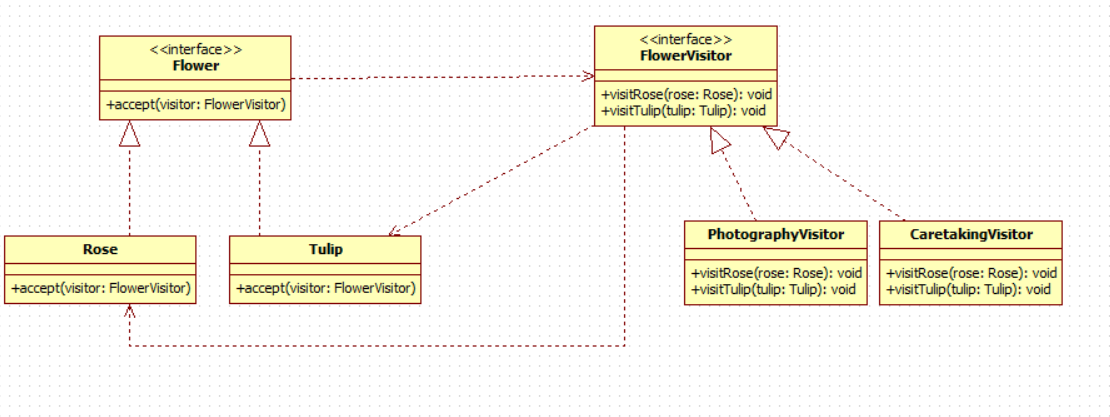 <<interface>>
Flower
+accept(visitor: FlowerVisitor)
<<interface>>
FlowerVisitor
+visitRose(rose: Rose): void
+visitTulip(tulip: Tulip): void
Rose
+accept(visitor: FlowerVisitor)
Tulip
+accept(visitor: FlowerVisitor)
PhotographyVisitor
+visitRose(rose: Rose): void
+visitTulip(tulip: Tulip): void
CaretakingVisitor
+visitRose(rose: Rose): void
+visitTulip(tulip: Tulip): void